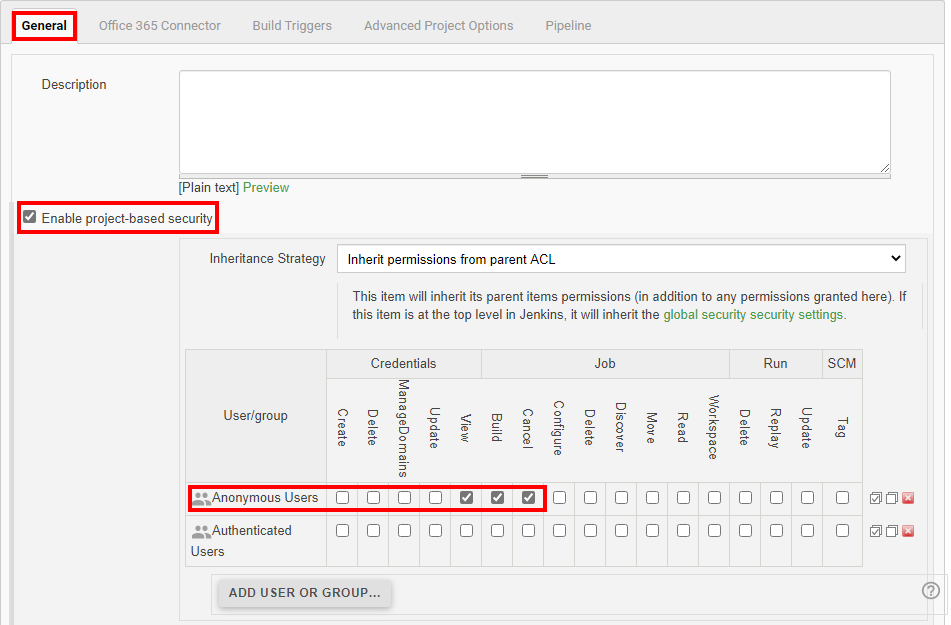 General Office 365 Connector Build Triggers Advanced Project Options Pipeline
Description
[Plain text] Preview
Enable project-based security
Inheritance Strategy Inherit permissions from parent ACL
This item will inherit its parent items permissions (in addition to any permissions granted here). If
this item is at the top level in Jenkins, it will inherit the global security security settings.
User/group Credentials Job Run SCM
Create Delete ManageDomains Update View Build Cancel Configure Delete Discover Move Read Workspace Delete Replay Update Tag
Anonymous Users
Authenticated
Users
ADD USER OR GROUP...
?